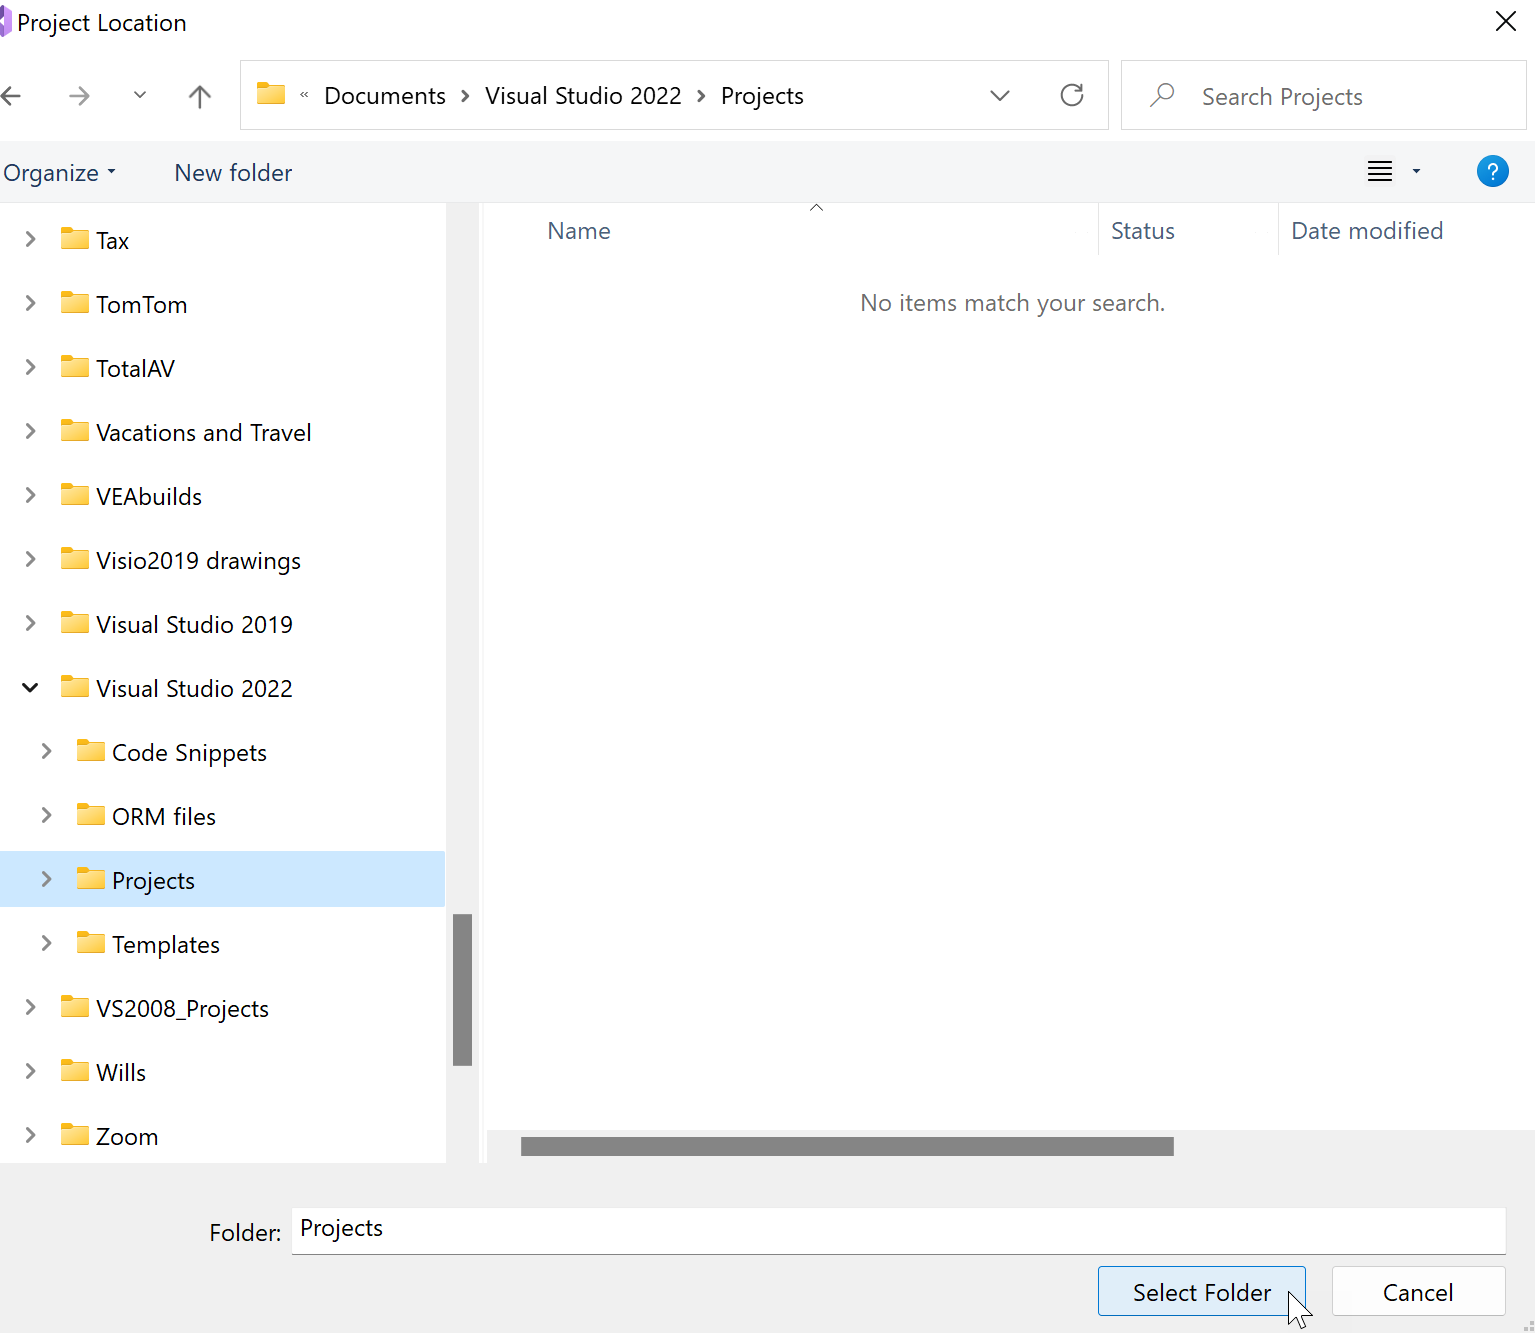 Project Location
« Documents > Visual Studio 2022 > Projects
Search Projects
Organize
New folder
?
Name
Status
Date modified
No items match your search.
Tax
TomTom
TotalAV
Vacations and Travel
VEAbuilds
Visio2019 drawings
Visual Studio 2019
Visual Studio 2022
Code Snippets
ORM files
Projects
Templates
VS2008_Projects
Wills
Zoom
Folder: Projects
Select Folder
Cancel